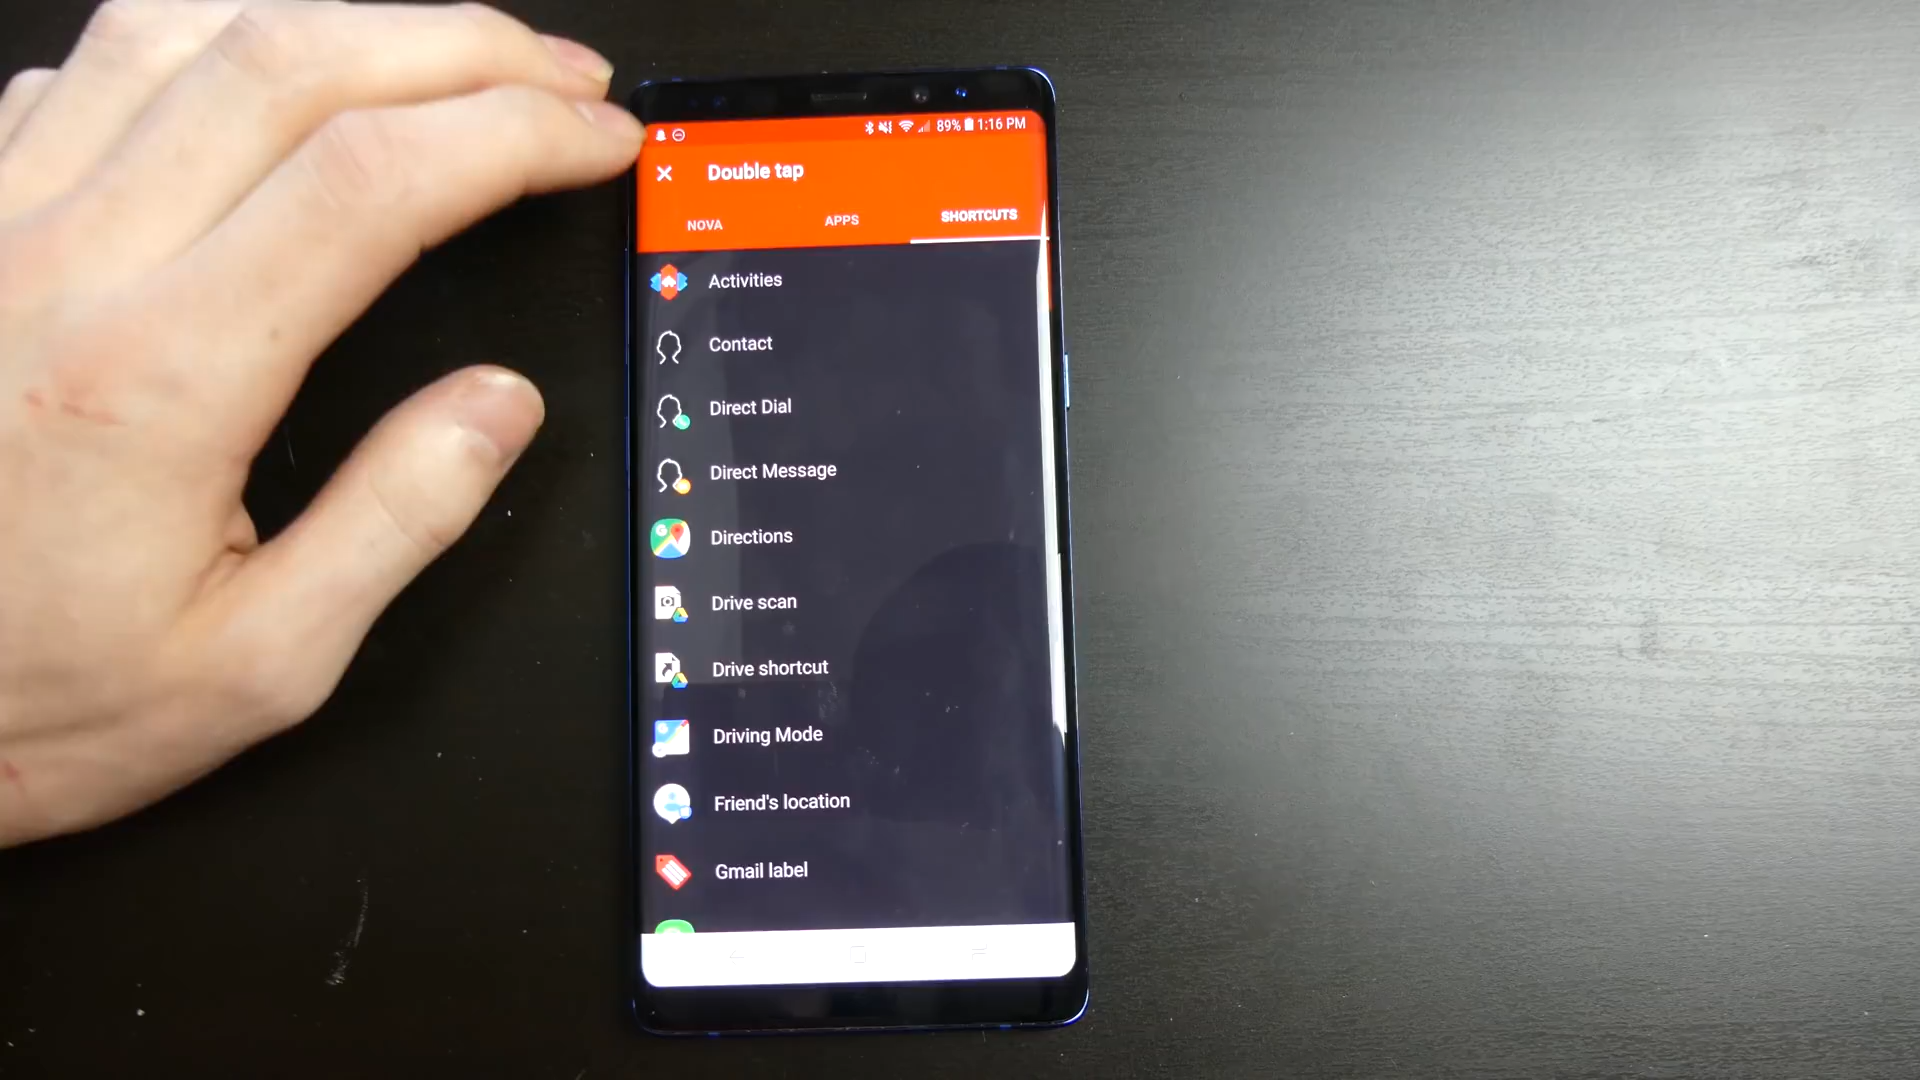 89% 1:16 PM
Double tap
NOVA APPS SHORTCUTS
Activities
Contact
Direct Dial
Direct Message
Directions
Drive scan
Drive shortcut
Driving Mode
Friend's location
Gmail label